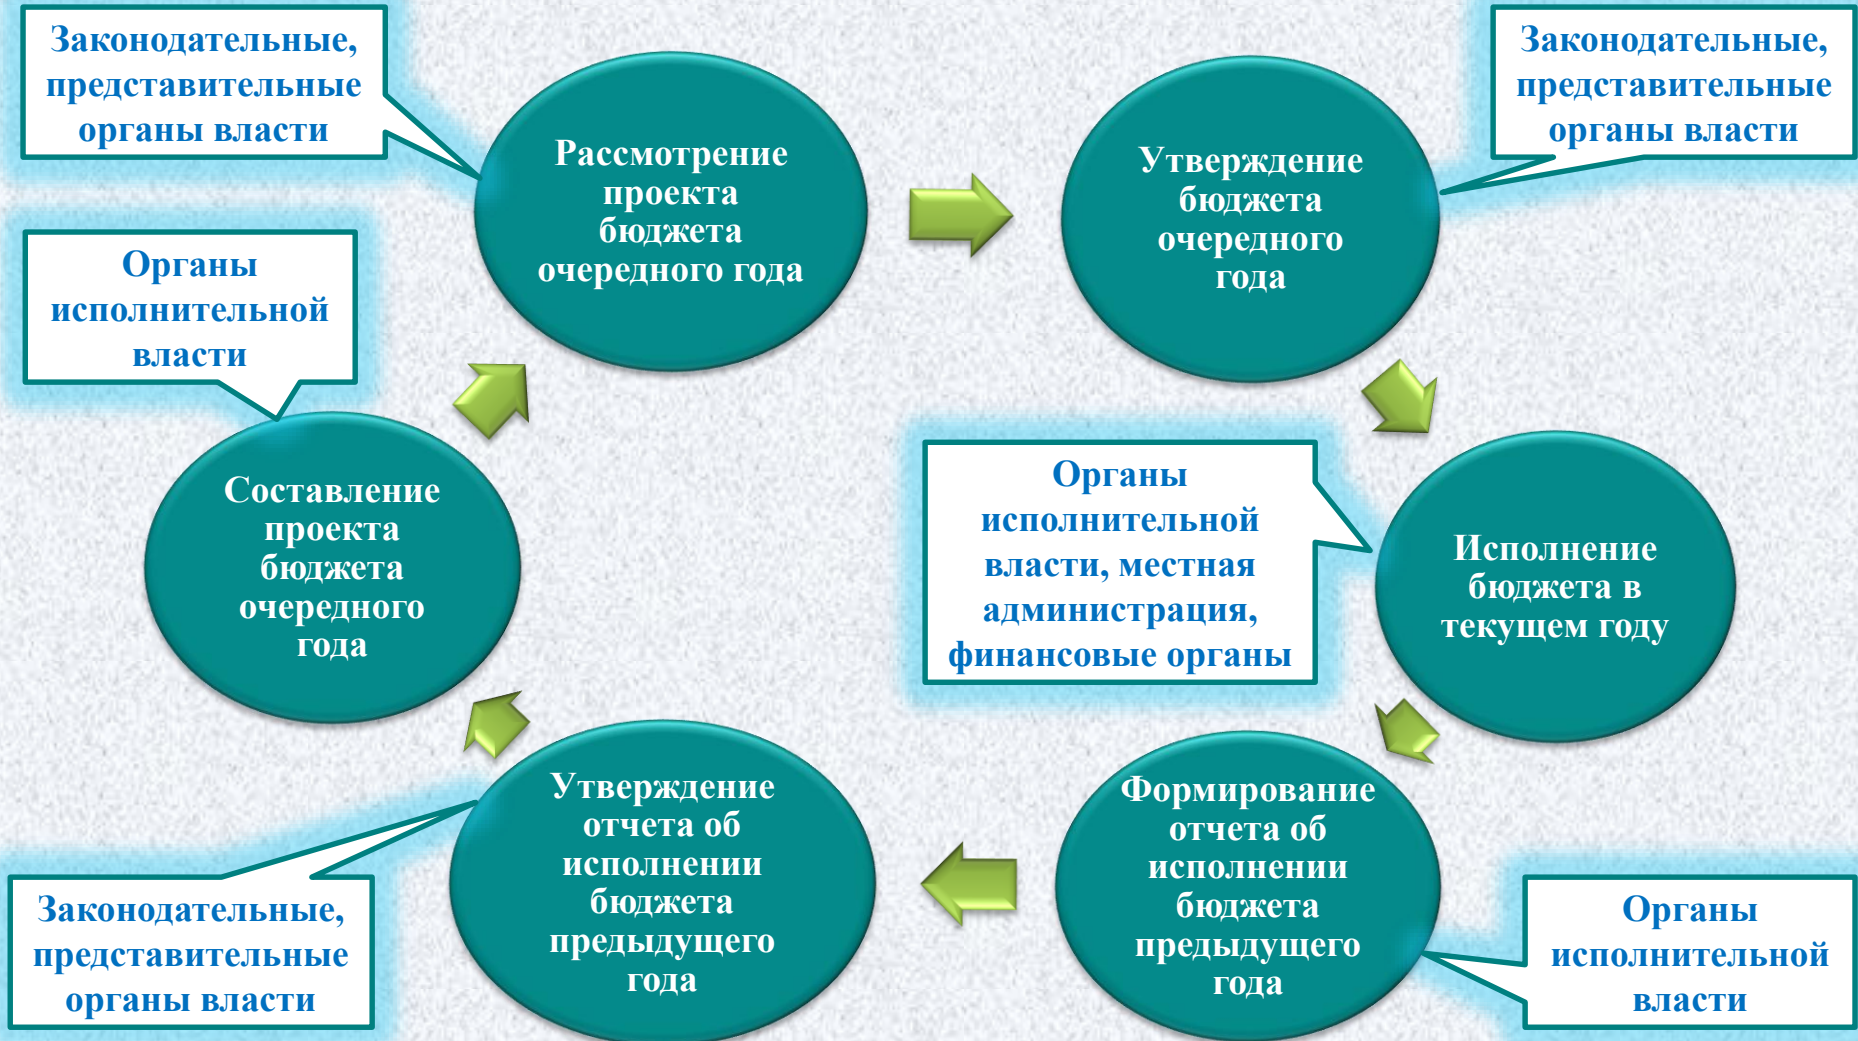 Законодательные,
представительные
органы власти
Рассмотрение
проекта
бюджета
очередного года
Утверждение
бюджета
очередного
года
Законодательные,
представительные
органы власти
Органы
исполнительной
власти
Составление
проекта
бюджета
очередного
года
Органы
исполнительной
власти, местная
администрация,
финансовые органы
Исполнение
бюджета в
текущем году
Законодательные,
представительные
органы власти
Утверждение
отчета об
исполнении
бюджета
предыдущего
года
Формирование
отчета об
исполнении
бюджета
предыдущего
года
Органы
исполнительной
власти